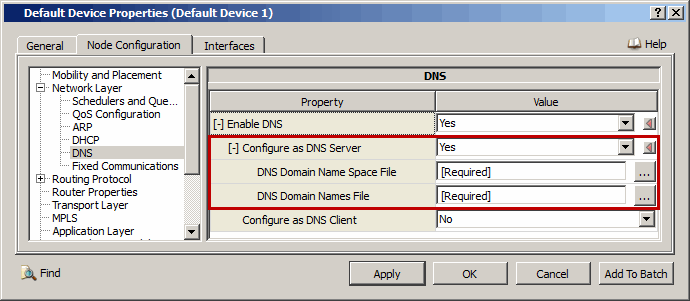 Default Device Properties (Default Device 1)
General Node Configuration Interfaces Help
Mobility and Placement
Network Layer
Schedulers and Que...
QoS Configuration
ARP
DHCP
DNS
Fixed Communications
Routing Protocol
Router Properties
Transport Layer
MPLS
Application Layer
DNS
Property Value
[-] Enable DNS Yes
[-] Configure as DNS Server Yes
DNS Domain Name Space File [Required] ...
DNS Domain Names File [Required] ...
Configure as DNS Client No
Find Apply OK Cancel Add To Batch